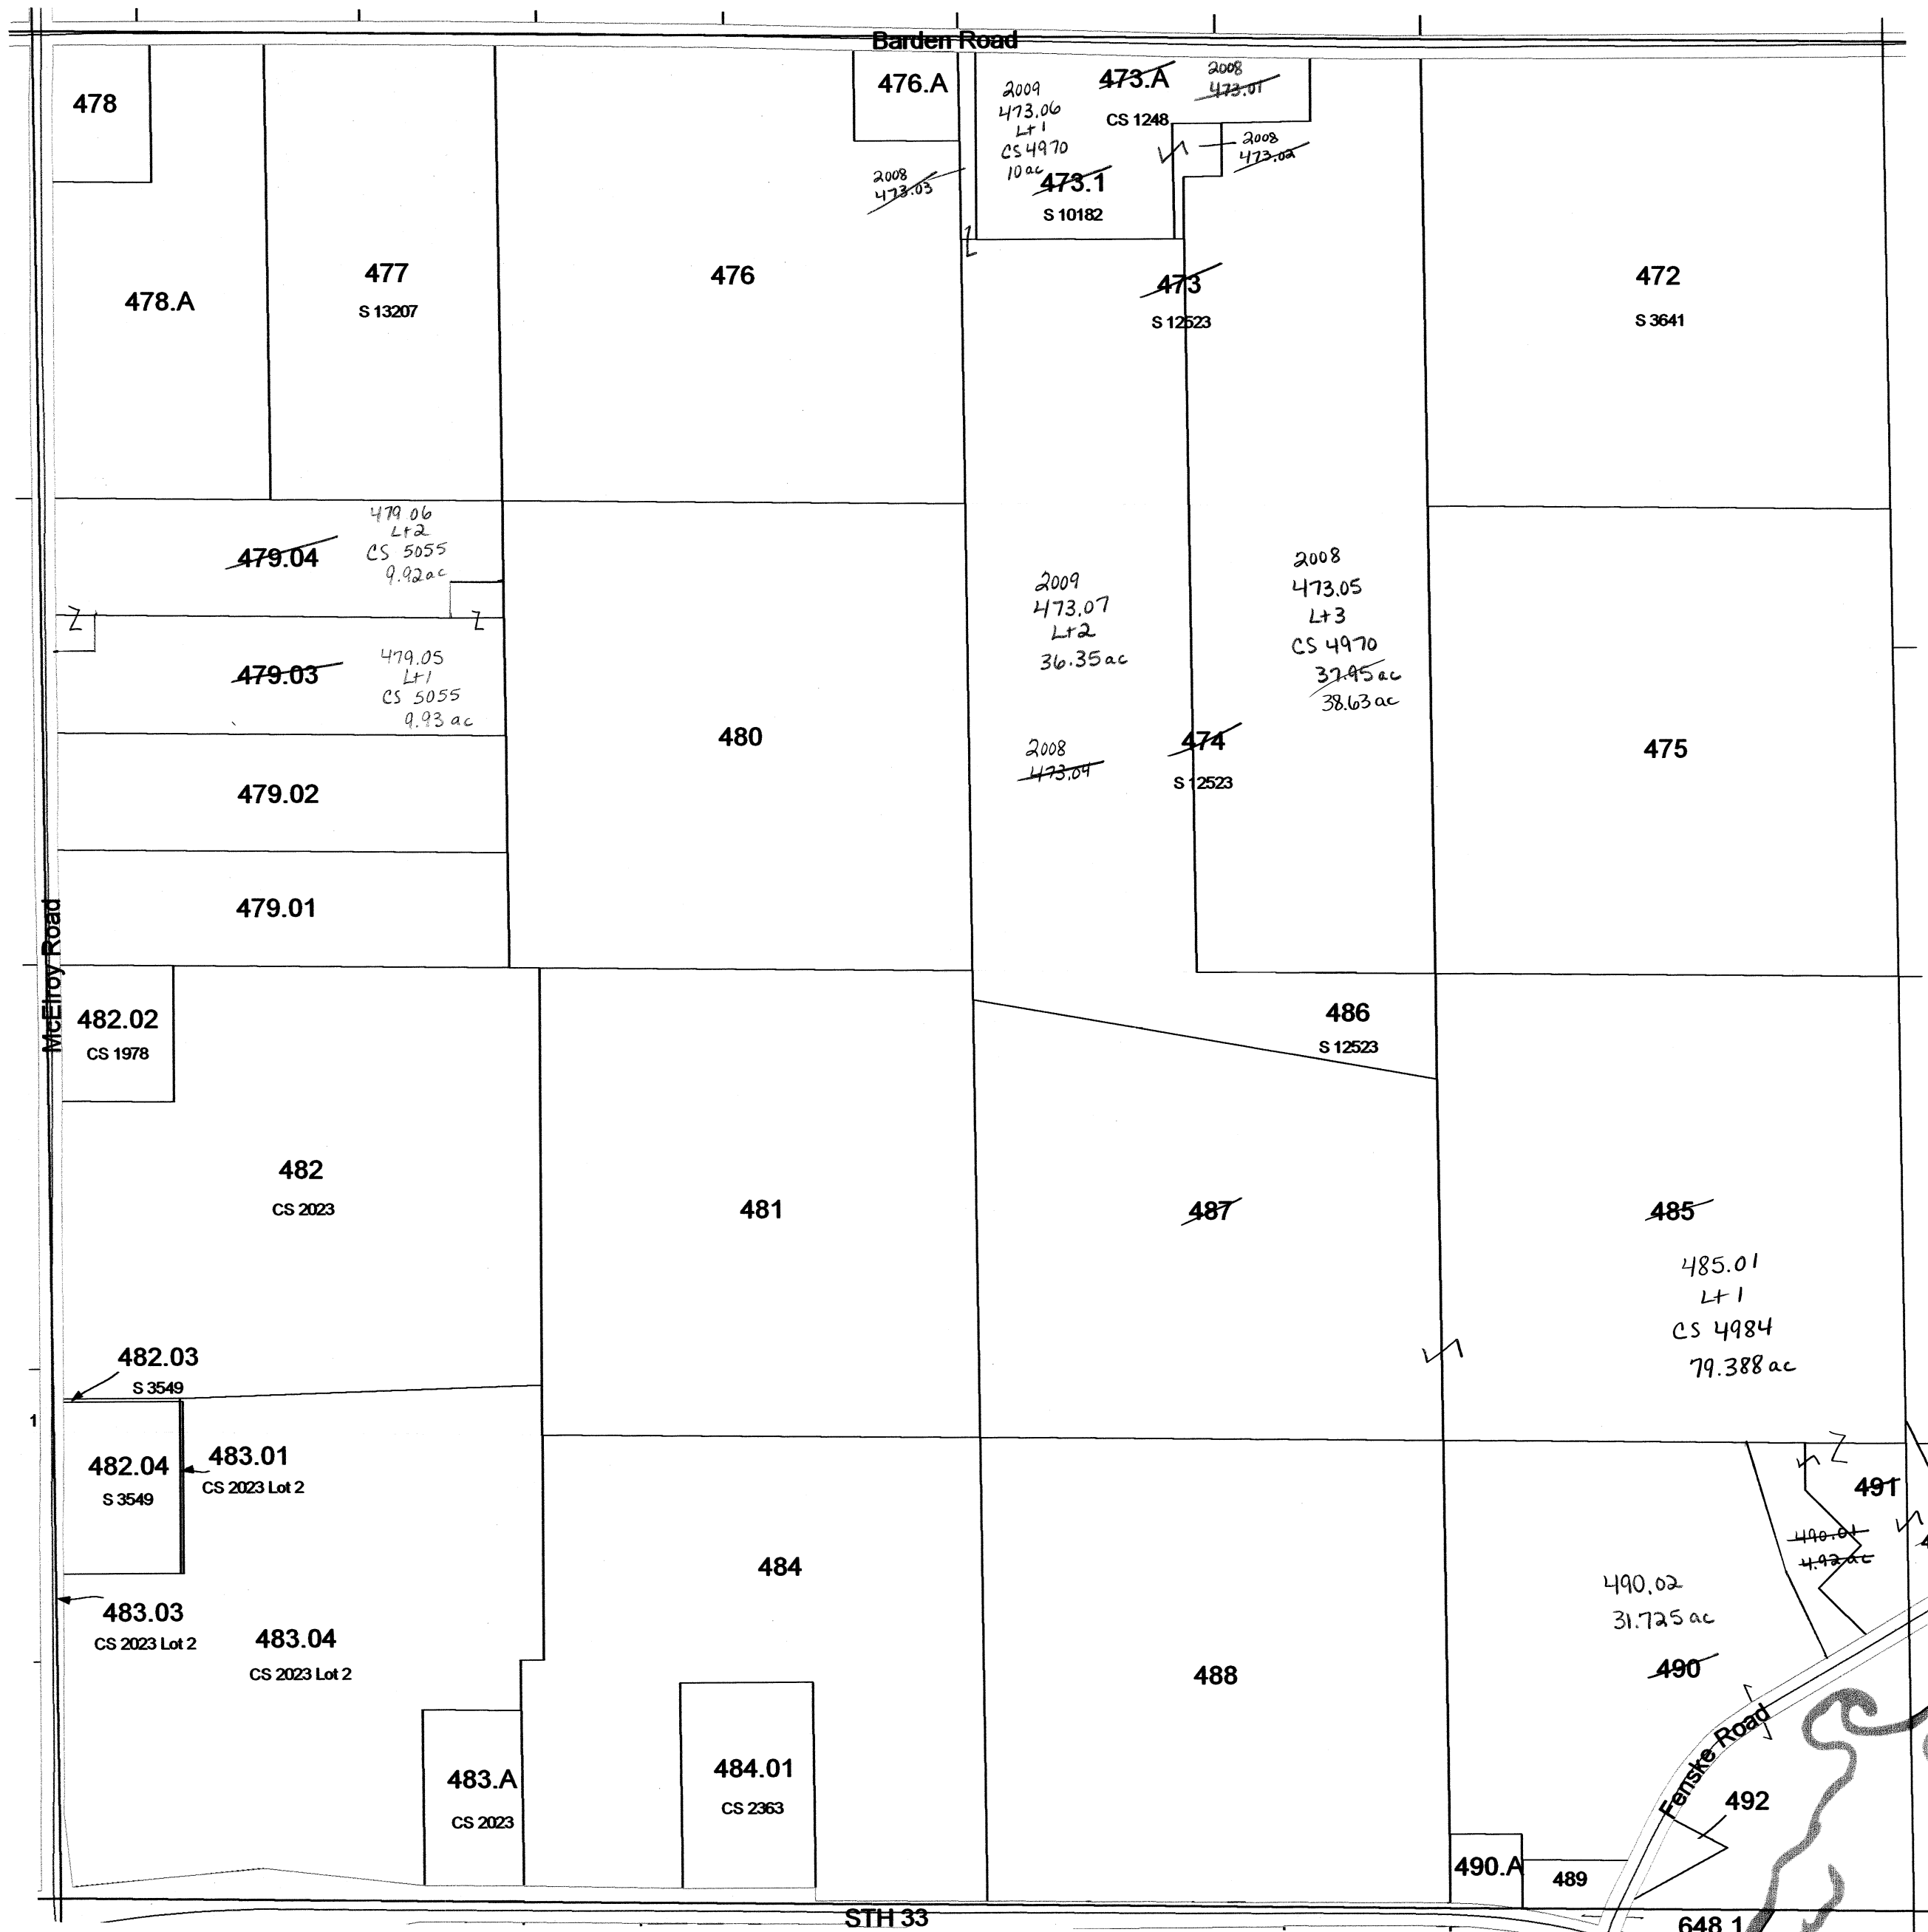 Barden Road
478
476.A
473.A
2008
473.01
2009
473.06
Lt 1
CS 4970
10 ac
CS 1248
2008
473.02
2008
473.03
473.1
S 10182
478.A
477
S 13207
476
473
S 12523
472
S 3641
479.04
479 06
Lt 2
CS 5055
9.92 ac
479.03
479.05
Lt 1
CS 5055
9.93 ac
2009
473.07
Lt 2
36.35 ac
2008
473.05
Lt 3
CS 4970
37.95 ac
38.63 ac
480
2008
473.04
474
S 12523
475
479.02
479.01
McElroy Road
482.02
CS 1978
486
S 12523
482
CS 2023
481
487
485
485.01
Lt 1
CS 4984
79.388 ac
482.03
S 3549
1
482.04
S 3549
483.01
CS 2023 Lot 2
491
490.01
4.92 ac
484
490.02
31.725 ac
483.03
CS 2023 Lot 2
483.04
CS 2023 Lot 2
488
490
Fenske Road
483.A
CS 2023
484.01
CS 2363
492
490.A
489
STH 33
648.1